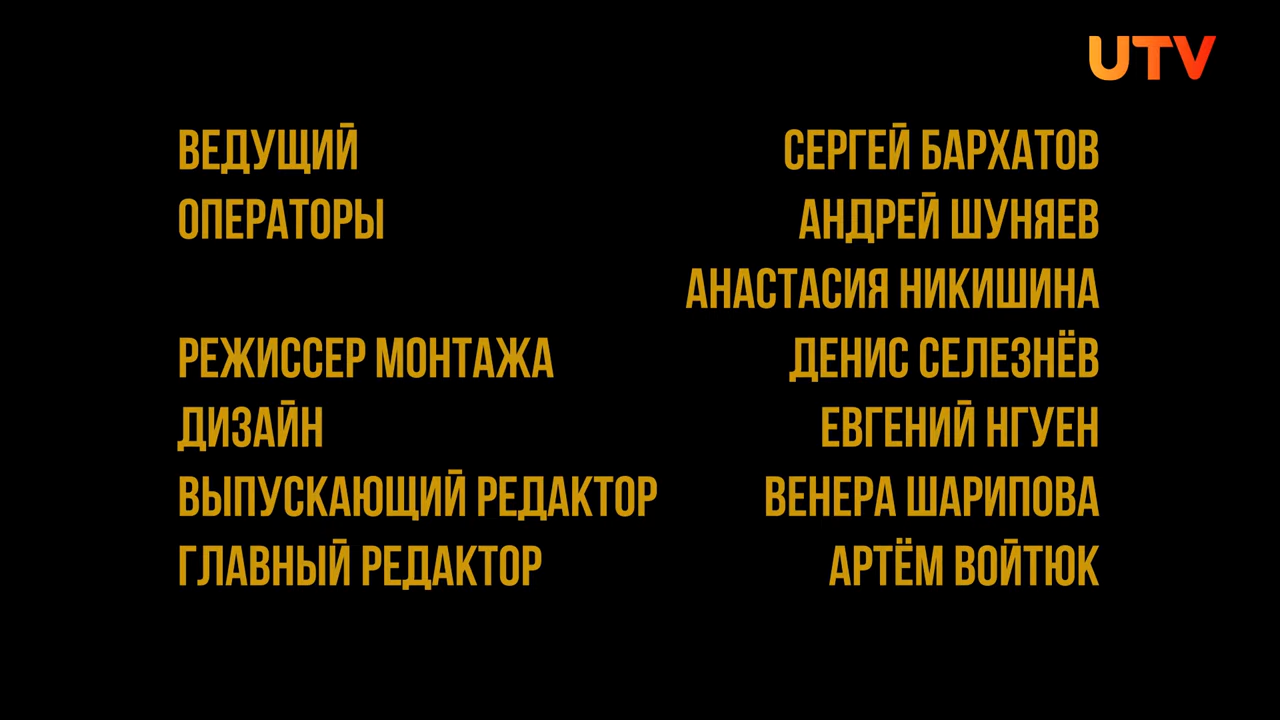 UTV
ВЕДУЩИЙ СЕРГЕЙ БАРХАТОВ
ОПЕРАТОРЫ АНДРЕЙ ШУНЯЕВ
АНАСТАСИЯ НИКИШИНА
РЕЖИССЕР МОНТАЖА ДЕНИС СЕЛЕЗНЁВ
ДИЗАЙН ЕВГЕНИЙ НГУЕН
ВЫПУСКАЮЩИЙ РЕДАКТОР ВЕНЕРА ШАРИПОВА
ГЛАВНЫЙ РЕДАКТОР АРТЁМ ВОЙТЮК